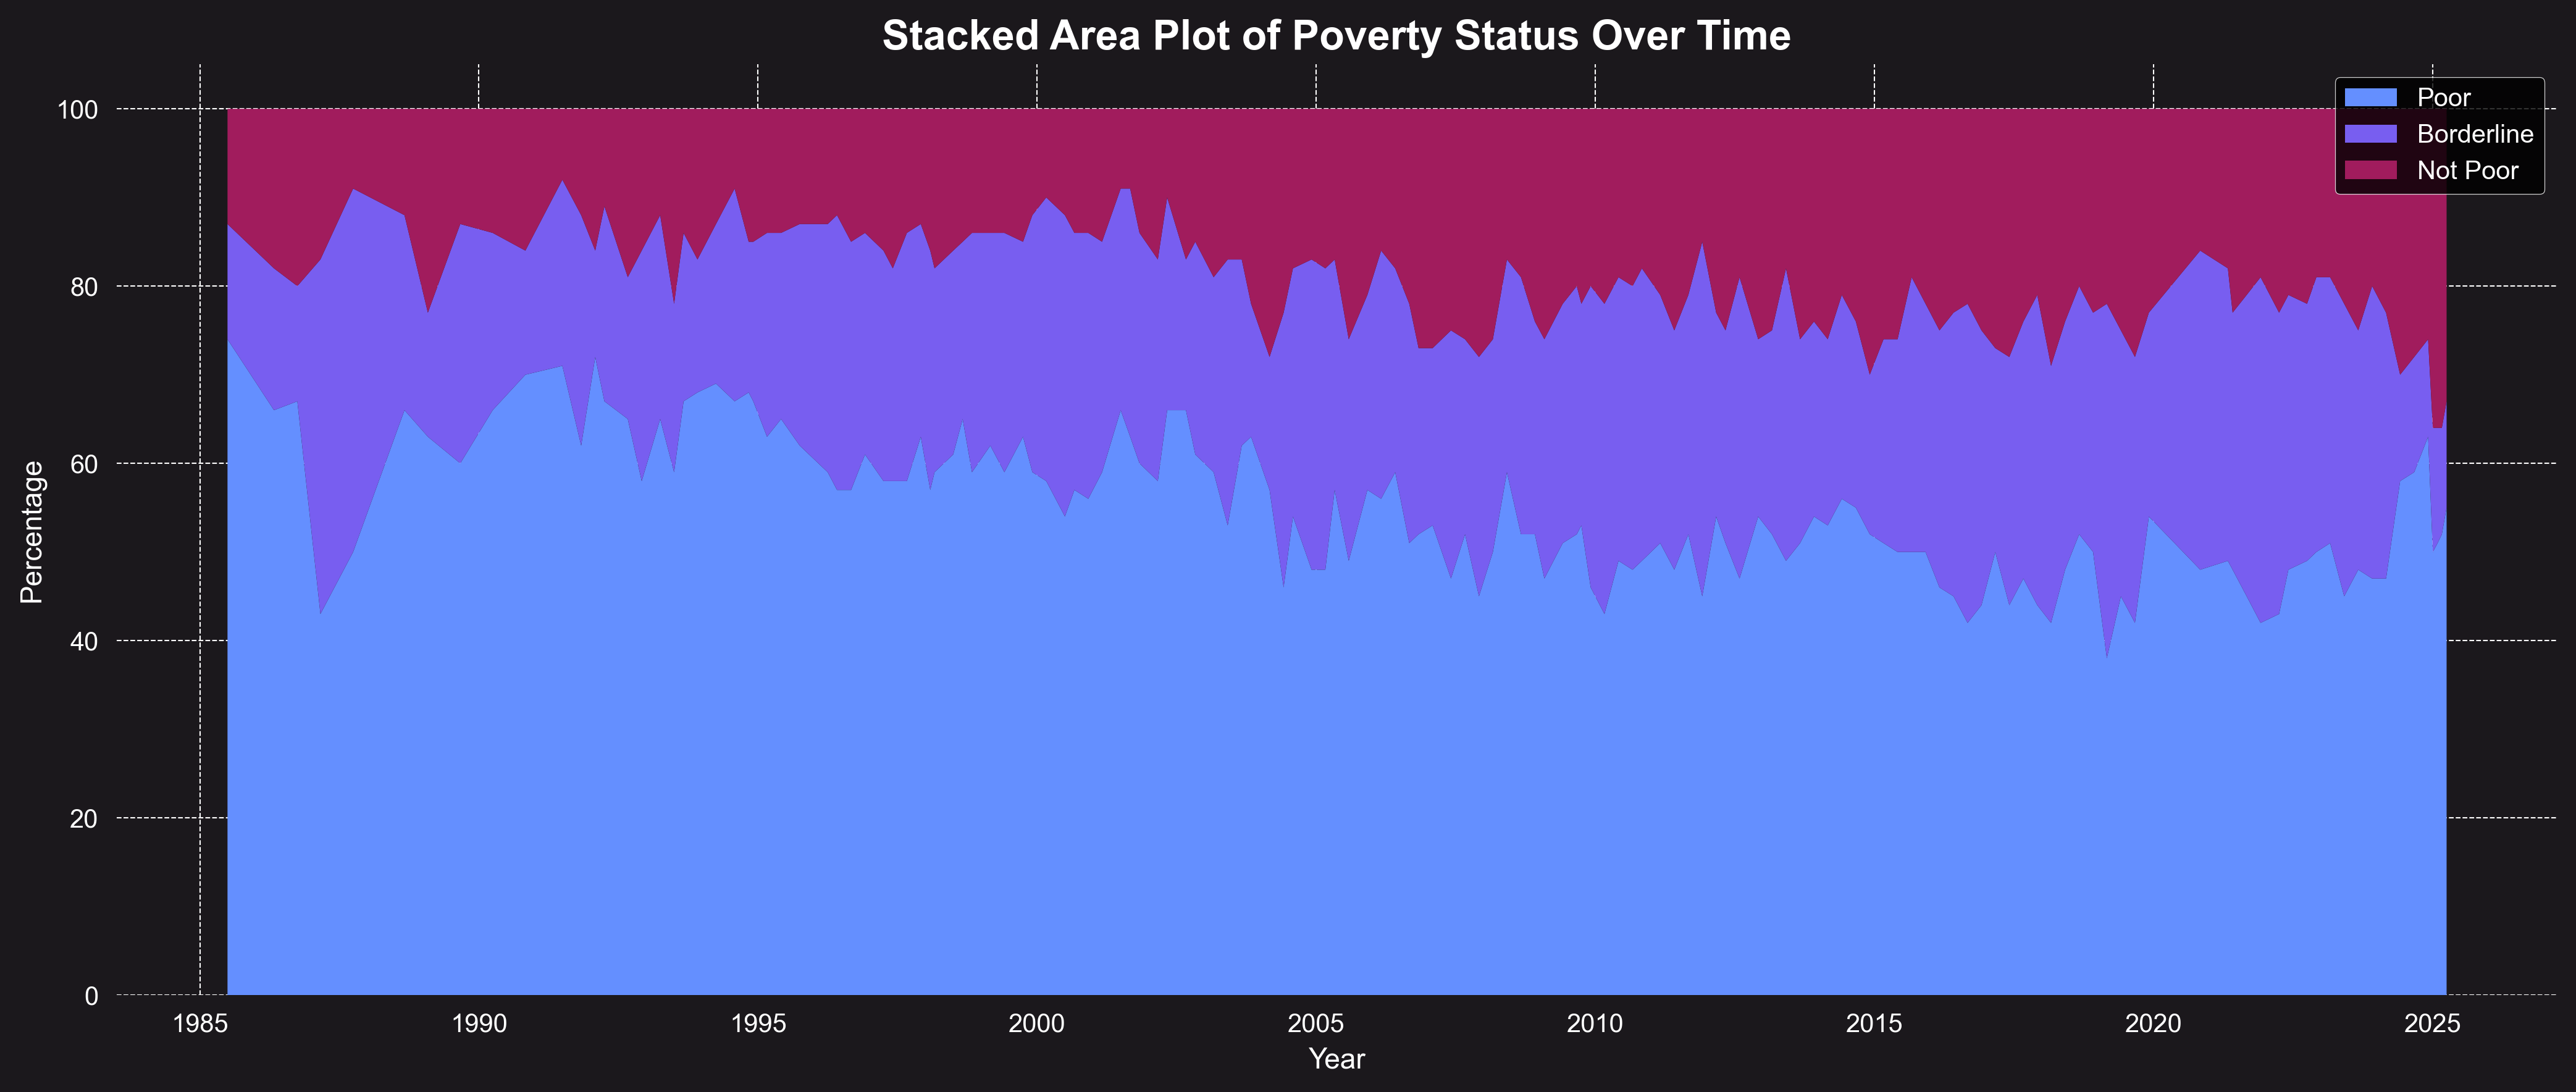 Stacked Area Plot of Poverty Status Over Time
Poor
Borderline
Not Poor
Percentage
100
80
60
40
20
0
1985 1990 1995 2000 2005 2010 2015 2020 2025
Year